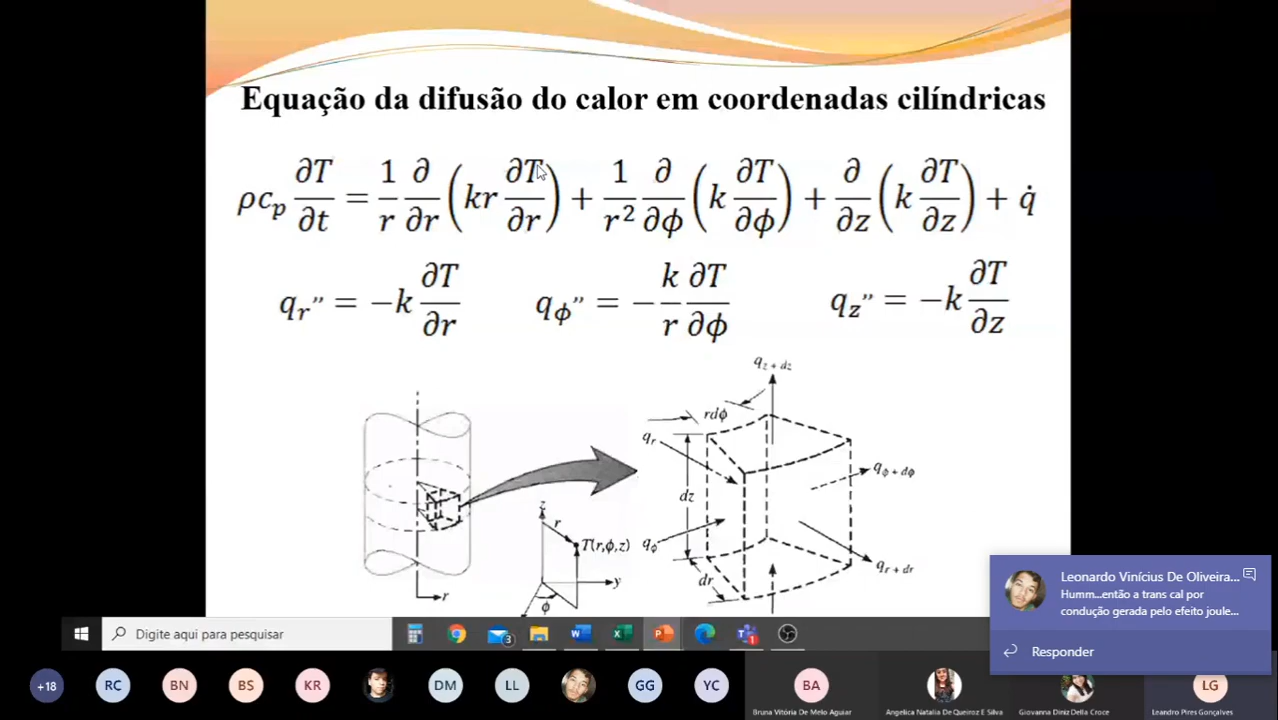 Equação da difusão do calor em coordenadas cilíndricas
ρc_p ∂T/∂t = 1/r ∂/∂r (kr ∂T/∂r) + 1/r² ∂/∂ϕ (k ∂T/∂ϕ) + ∂/∂z (k ∂T/∂z) + q̇
q_r” = −k ∂T/∂r
q_ϕ” = −k/r ∂T/∂ϕ
q_z” = −k ∂T/∂z
q_z + dz
rdϕ
q_r
q_ϕ + dϕ
dz
z
r
T(r,ϕ,z)
q_ϕ
y
q_r + dr
dr
r
ϕ
Leonardo Vinícius De Oliveira...
Humm...então a trans cal por
condução gerada pelo efeito joule...
Responder
Digite aqui para pesquisar
3
1
+18
RC
BN
BS
KR
DM
LL
GG
YC
BA
LG
Bruna Vitória De Melo Aguiar
Angelica Natalia De Queiroz E Silva
Giovanna Diniz Della Croce
Leandro Pires Gonçalves